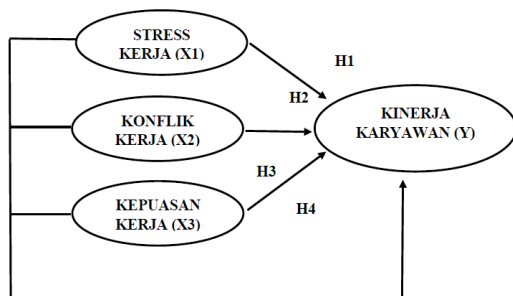 STRESS
KERJA (X1)
H1
H2
KINERJA
KARYAWAN (Y)
KONFLIK
KERJA (X2)
H3
KEPUASAN
KERJA (X3)
H4